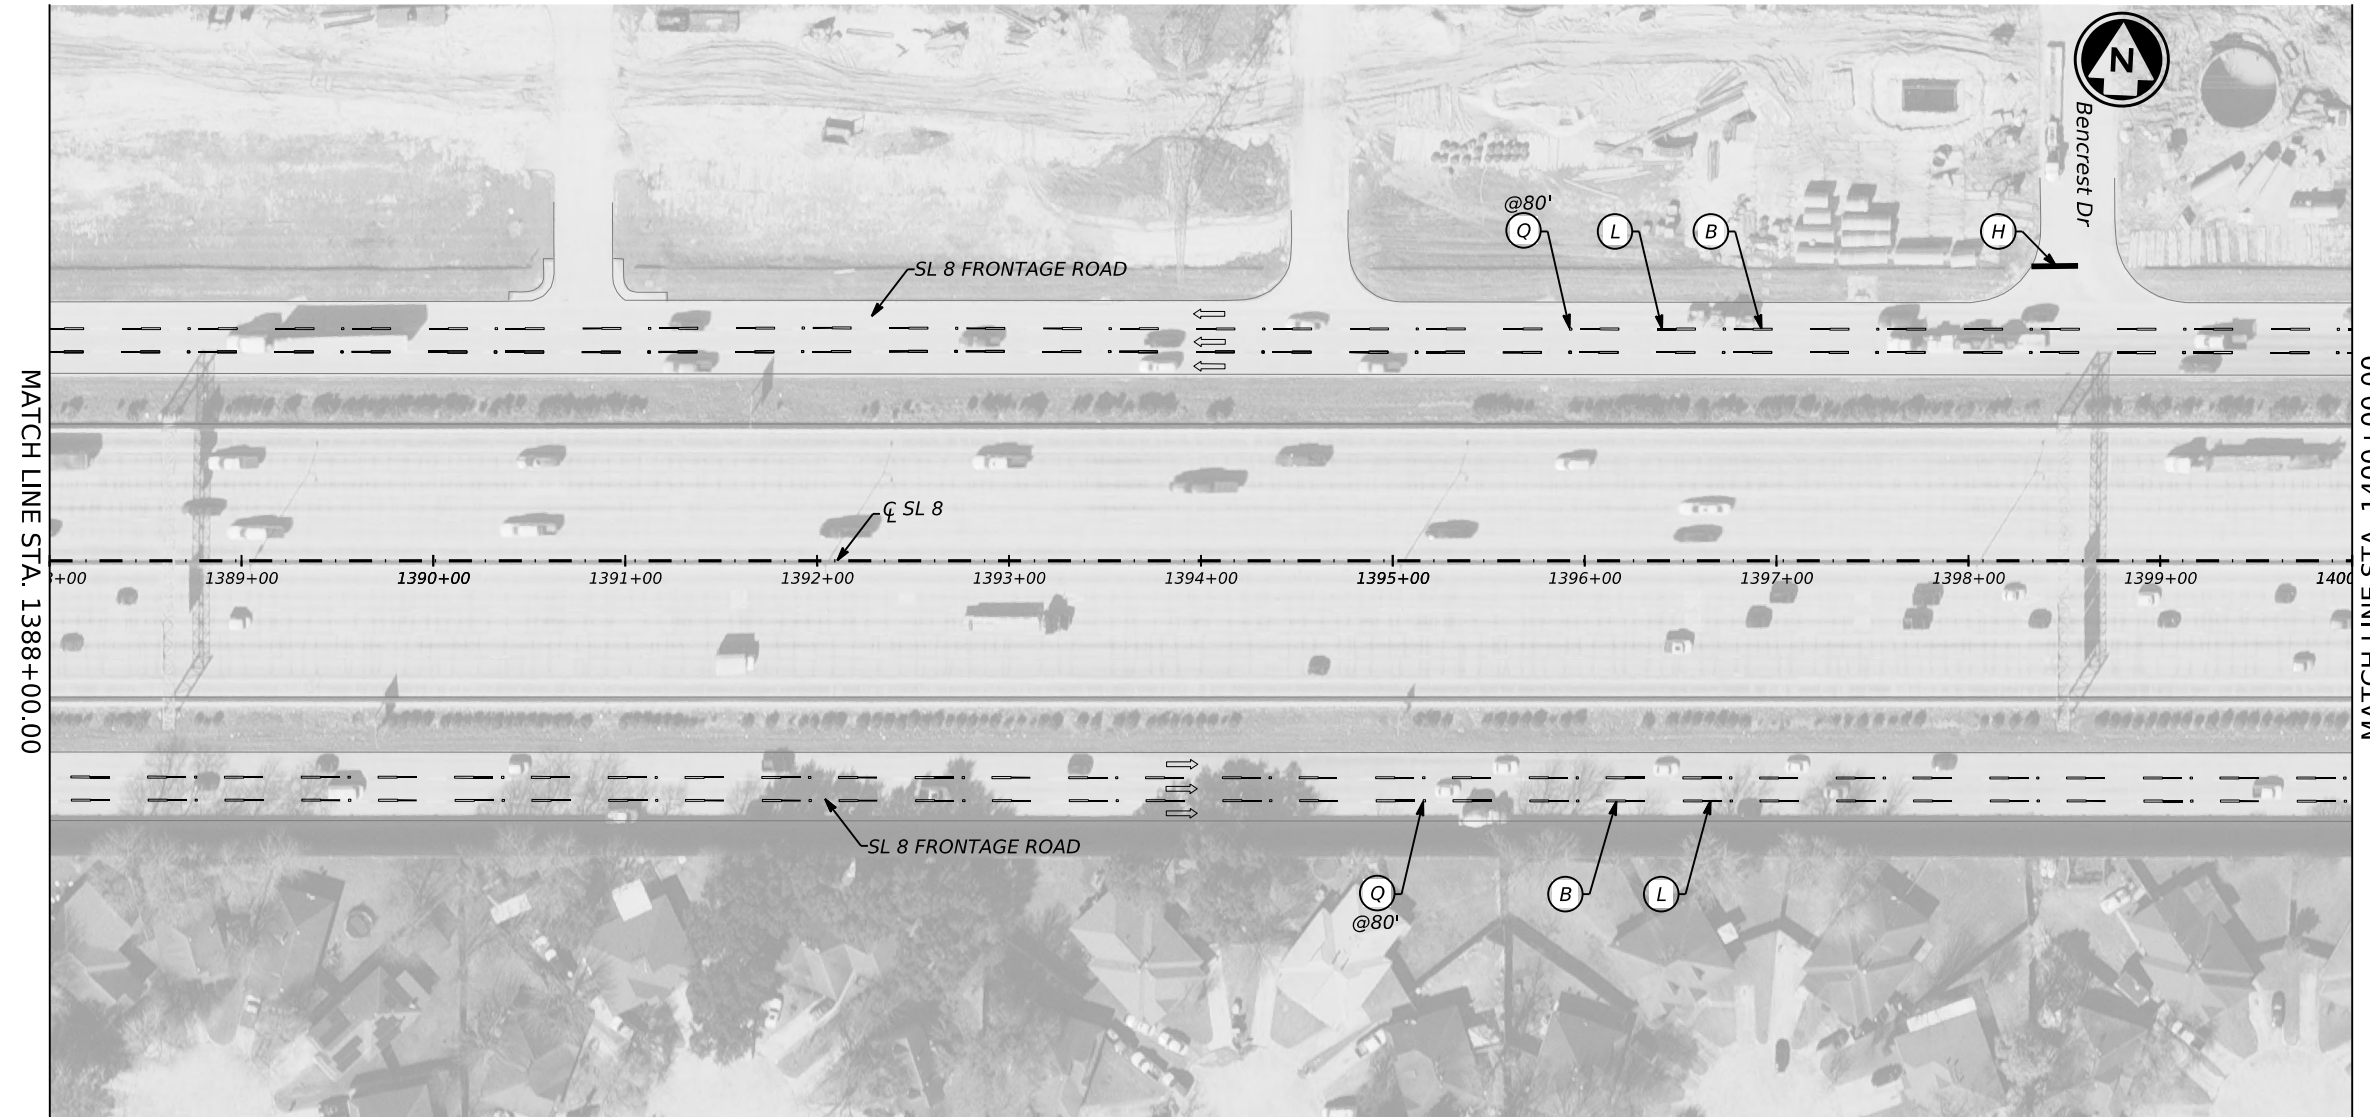 N
Bencrest Dr
@80'
Q
L
B
H
SL 8 FRONTAGE ROAD
MATCH LINE STA. 1388+00.00
℄ SL 8
1389+00
1390+00
1391+00
1392+00
1393+00
1394+00
1395+00
1396+00
1397+00
1398+00
1399+00
1400
SL 8 FRONTAGE ROAD
Q
B
L
@80'